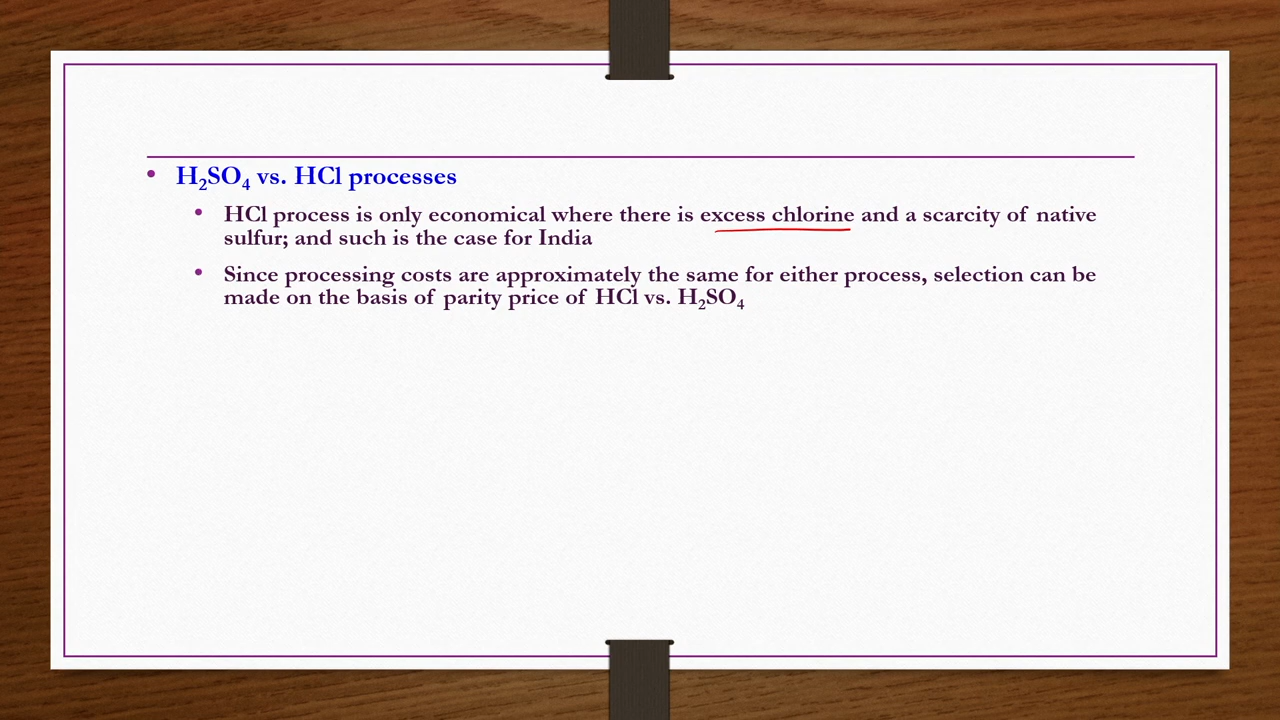 • H₂SO₄ vs. HCl processes
• HCl process is only economical where there is excess chlorine and a scarcity of native
sulfur; and such is the case for India
• Since processing costs are approximately the same for either process, selection can be
made on the basis of parity price of HCl vs. H₂SO₄